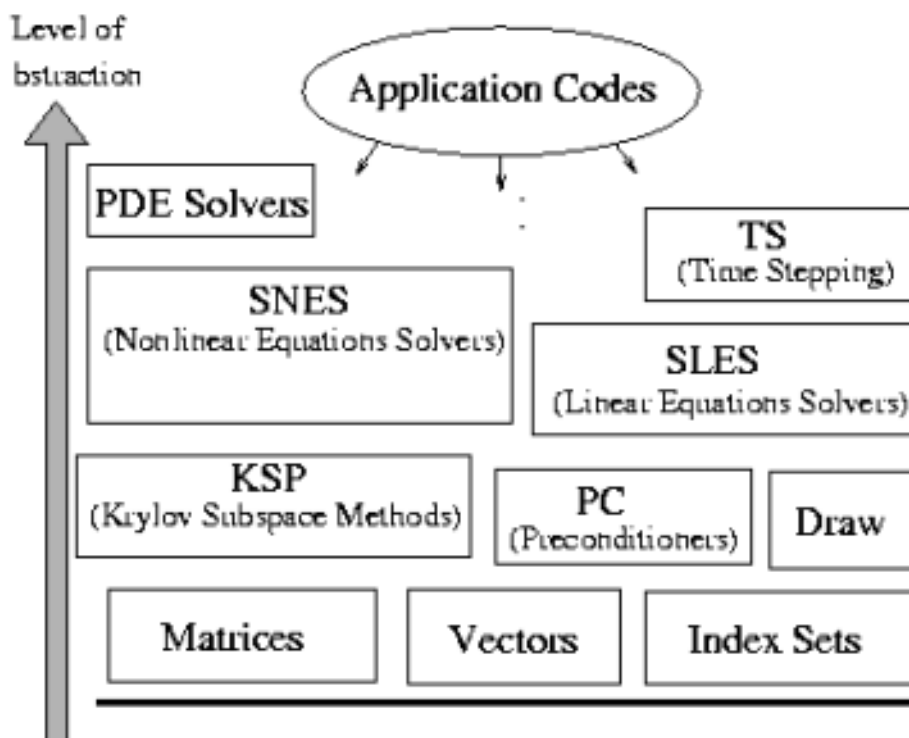 Level of
bstraction
Application Codes
PDE Solvers
TS
(Time Stepping)
SNES
(Nonlinear Equations Solvers)
SLES
(Linear Equations Solvers)
KSP
(Krylov Subspace Methods)
PC
(Preconditioners)
Draw
Matrices
Vectors
Index Sets